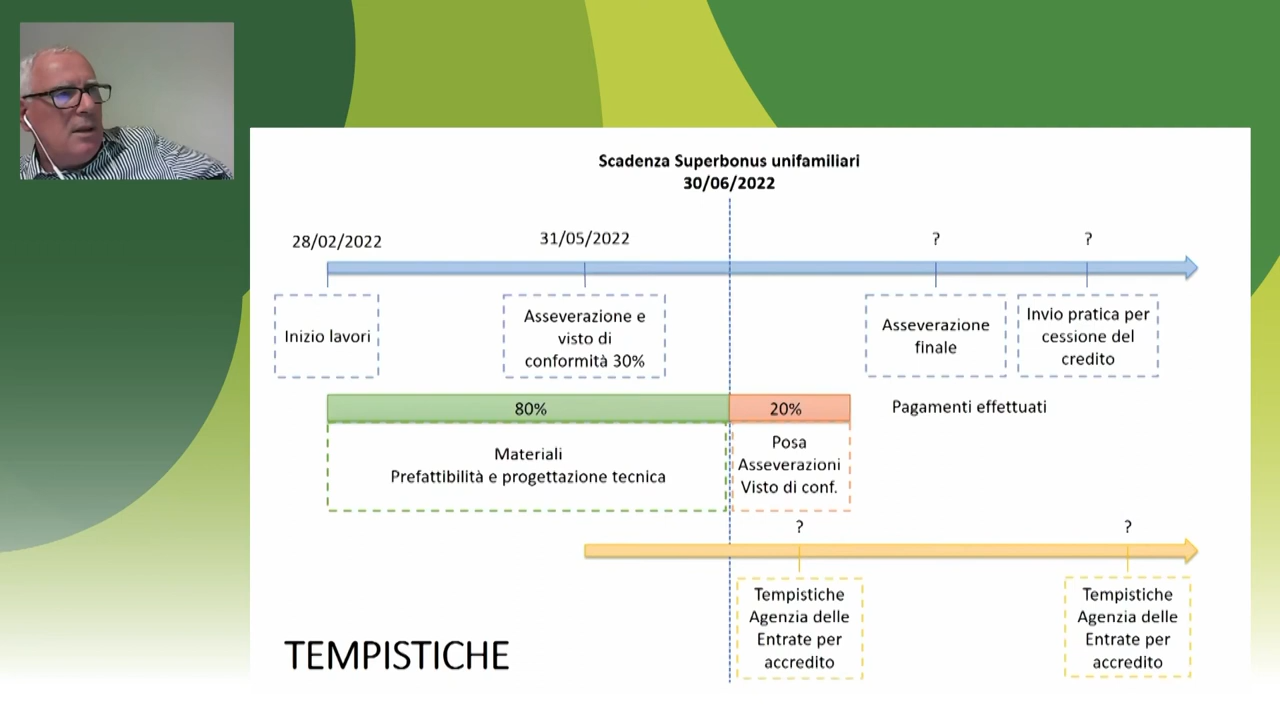 Scadenza Superbonus unifamiliari
30/06/2022
28/02/2022
31/05/2022
?
?
Inizio lavori
Asseverazione e
visto di
conformità 30%
Asseverazione
finale
Invio pratica per
cessione del
credito
80%
20%
Pagamenti effettuati
Materiali
Prefattibilità e progettazione tecnica
Posa
Asseverazioni
Visto di conf.
?
?
Tempistiche
Agenzia delle
Entrate per
accredito
Tempistiche
Agenzia delle
Entrate per
accredito
TEMPISTICHE